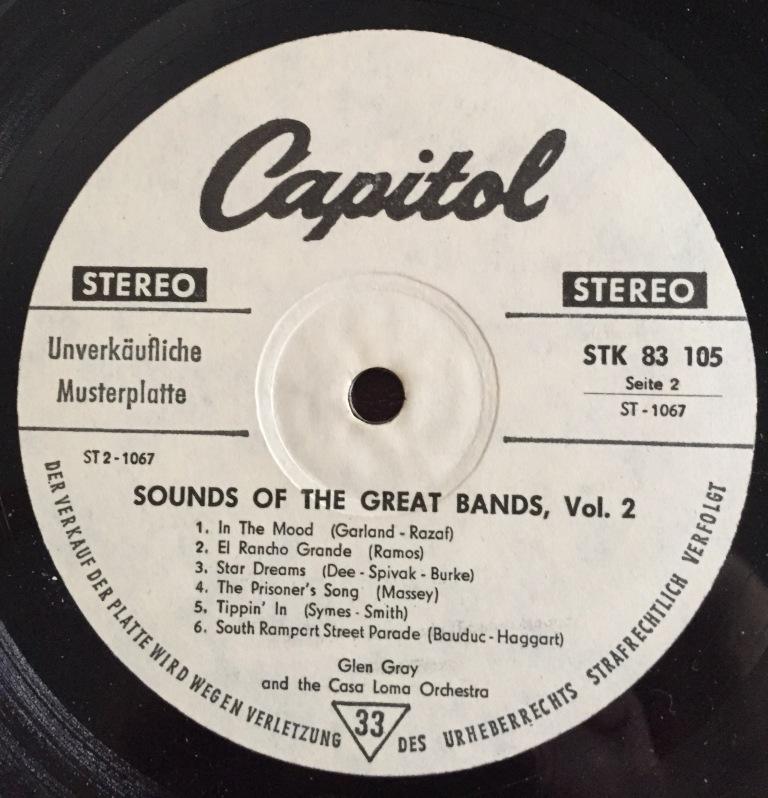 Capitol
STEREO
STEREO
Unverkäufliche
Musterplatte
STK 83 105
Seite 2
ST - 1067
ST 2 - 1067
SOUNDS OF THE GREAT BANDS, Vol. 2
1. In The Mood (Garland - Razaf)
2. El Rancho Grande (Ramos)
3. Star Dreams (Dee - Spivak - Burke)
4. The Prisoner's Song (Massey)
5. Tippin' In (Symes - Smith)
6. South Rampart Street Parade (Bauduc - Haggart)
Glen Gray
and the Casa Loma Orchestra
33
DER VERKAUF DER PLATTE WIRD WEGEN VERLETZUNG DES URHEBERRECHTS STRAFRECHTLICH VERFOLGT